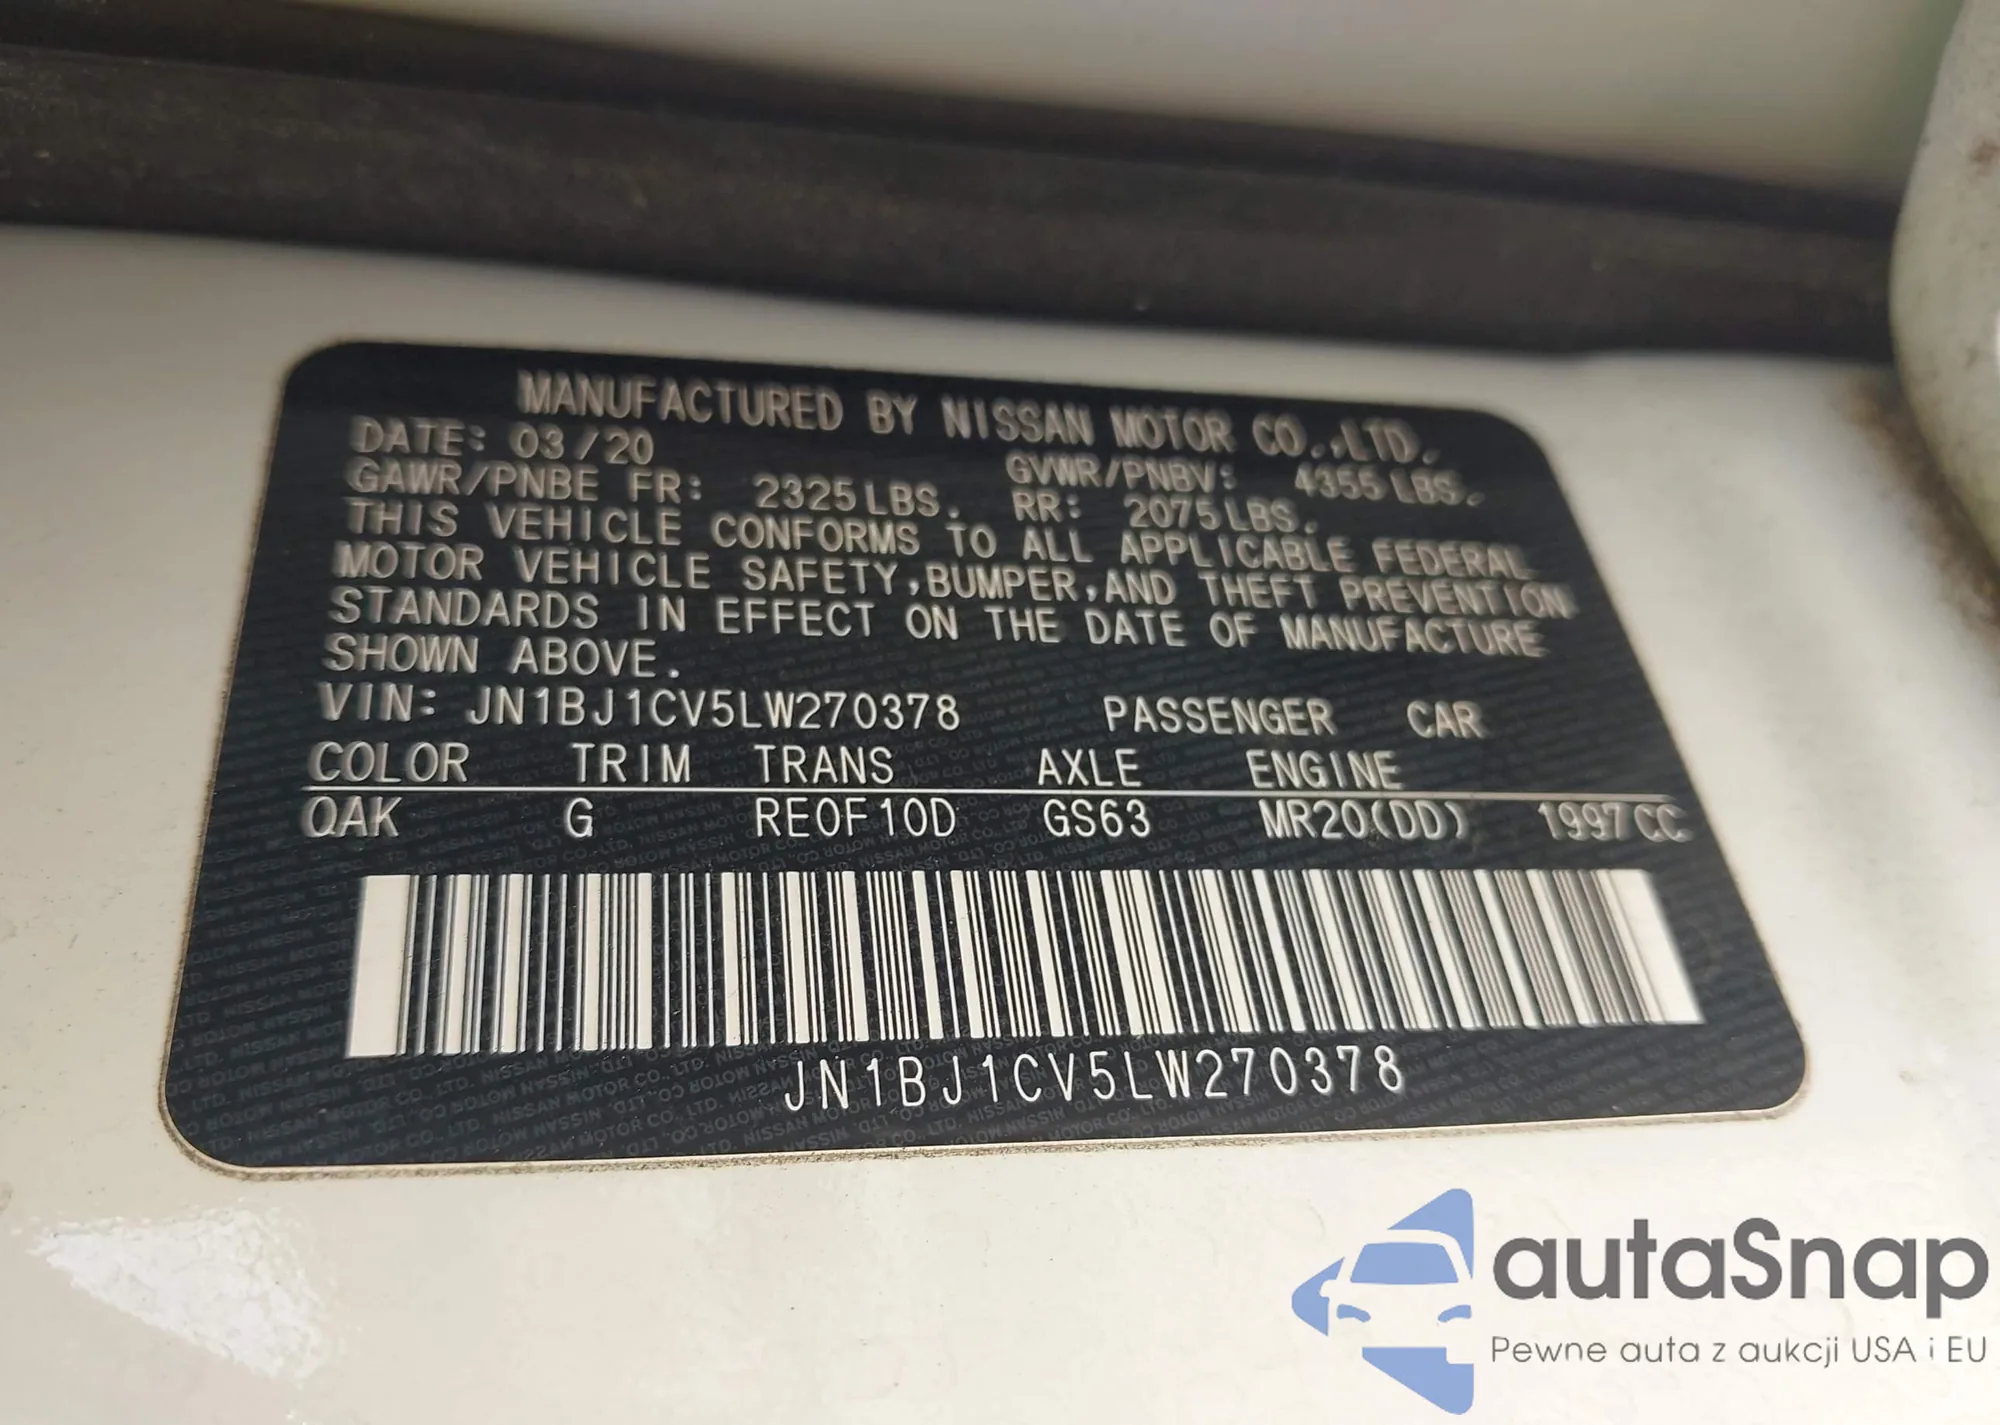 MANUFACTURED BY NISSAN MOTOR CO.,LTD.
DATE: 03/20
GVWR/PNBV: 4355 LBS.
GAWR/PNBE FR: 2325 LBS. RR: 2075 LBS.
THIS VEHICLE CONFORMS TO ALL APPLICABLE FEDERAL
MOTOR VEHICLE SAFETY,BUMPER,AND THEFT PREVENTION
STANDARDS IN EFFECT ON THE DATE OF MANUFACTURE
SHOWN ABOVE.
VIN: JN1BJ1CV5LW270378 PASSENGER CAR
COLOR TRIM TRANS AXLE ENGINE
QAK G RE0F10D GS63 MR20(DD) 1997CC
JN1BJ1CV5LW270378
autaSnap
Pewne auta z aukcji USA i EU